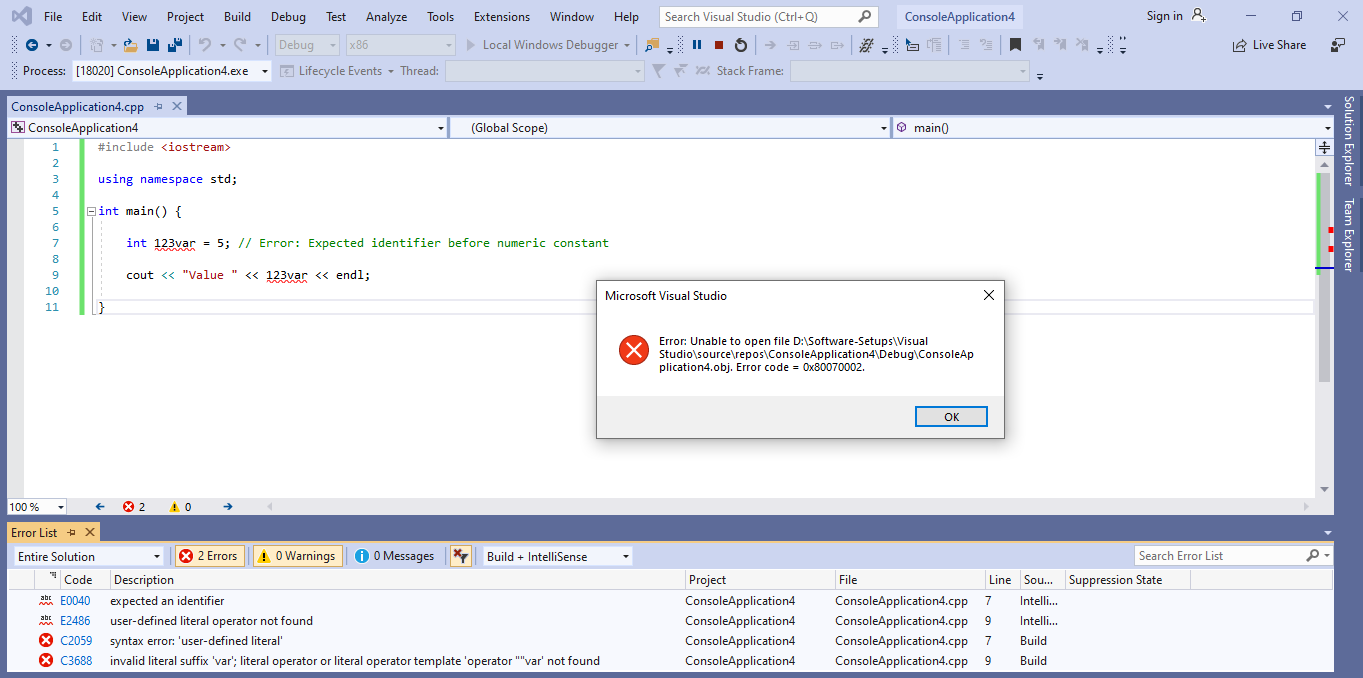 File Edit View Project Build Debug Test Analyze Tools Extensions Window Help Search Visual Studio (Ctrl+Q) ConsoleApplication4 Sign in
Debug x86 Local Windows Debugger Live Share
Process: [18020] ConsoleApplication4.exe Lifecycle Events Thread: Stack Frame:
ConsoleApplication4.cpp
ConsoleApplication4 (Global Scope) main()
Solution Explorer
Team Explorer
1 #include <iostream>
2
3 using namespace std;
4
5 int main() {
6
7 int 123var = 5; // Error: Expected identifier before numeric constant
8
9 cout << "Value " << 123var << endl;
10
11 }
Microsoft Visual Studio
Error: Unable to open file D:\Software-Setups\Visual
Studio\source\repos\ConsoleApplication4\Debug\ConsoleAp
plication4.obj. Error code = 0x80070002.
OK
100 % 2 0
Error List
Entire Solution 2 Errors 0 Warnings 0 Messages Build + IntelliSense Search Error List
Code Description Project File Line Sou... Suppression State
abc E0040 expected an identifier ConsoleApplication4 ConsoleApplication4.cpp 7 Intelli...
abc E2486 user-defined literal operator not found ConsoleApplication4 ConsoleApplication4.cpp 9 Intelli...
C2059 syntax error: 'user-defined literal' ConsoleApplication4 ConsoleApplication4.cpp 7 Build
C3688 invalid literal suffix 'var'; literal operator or literal operator template 'operator ""var' not found ConsoleApplication4 ConsoleApplication4.cpp 9 Build